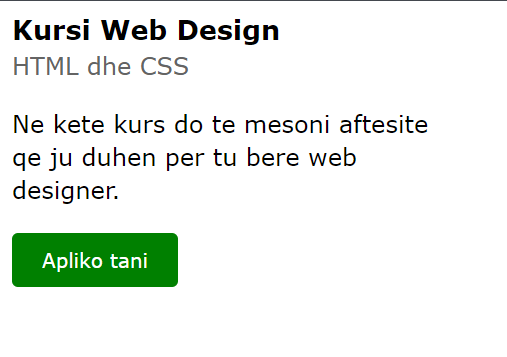 Kursi Web Design
HTML dhe CSS
Ne kete kurs do te mesoni aftesite
qe ju duhen per tu bere web
designer.
Apliko tani